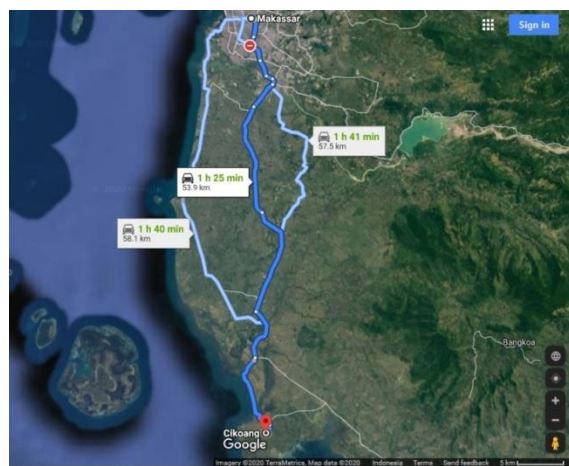 Makassar
Sign in
1 h 41 min
57.5 km
1 h 25 min
53.9 km
1 h 40 min
58.1 km
Bangkoa
Cikoang
Google
Imagery ©2020 TerraMetrics, Map data ©2020 Indonesia Terms Send feedback 5 km